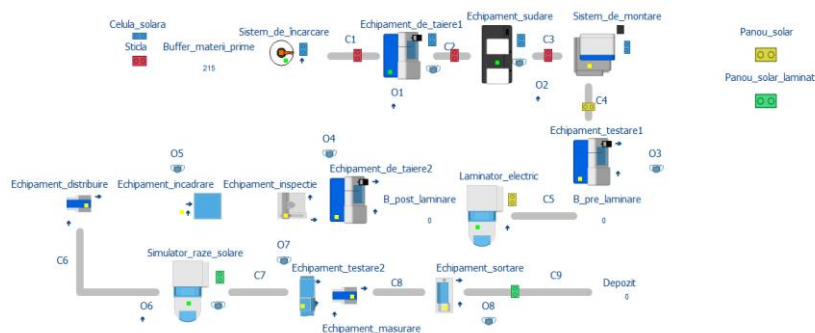 Celula_solara
Sticla
Buffer_materii_prime
215
Sistem_de_încarcare
C1
Echipament_de_taiere1
C2
O1
Echipament_sudare
C3
O2
Sistem_de_montare
C4
Panou_solar
Panou_solar_laminat
Echipament_distribuire
O5
Echipament_incadrare
Echipament_inspectie
O4
Echipament_de_taiere2
B_post_laminare
0
Laminator_electric
C5
Echipament_testare1
O3
B_pre_laminare
0
C6
Simulator_raze_solare
O6
C7
O7
Echipament_testare2
Echipament_masurare
C8
Echipament_sortare
O8
C9
Depozit
0